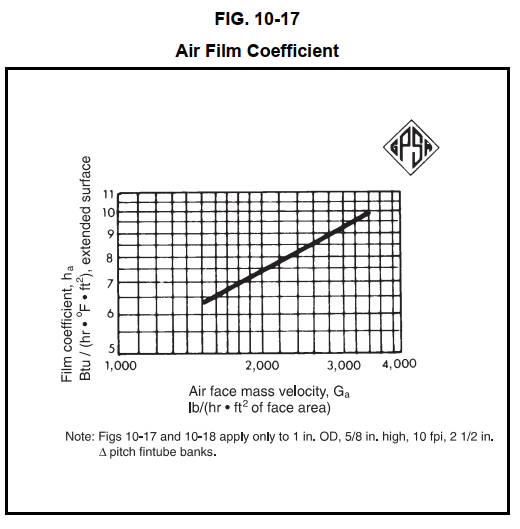 FIG. 10-17
Air Film Coefficient
GPSA
Film coefficient, hₐ
Btu / (hr • °F • ft²), extended surface
11
10
9
8
7
6
5
1,000
2,000
3,000
4,000
Air face mass velocity, Gₐ
lb/(hr • ft² of face area)
Note: Figs 10-17 and 10-18 apply only to 1 in. OD, 5/8 in. high, 10 fpi, 2 1/2 in.
Δ pitch fintube banks.